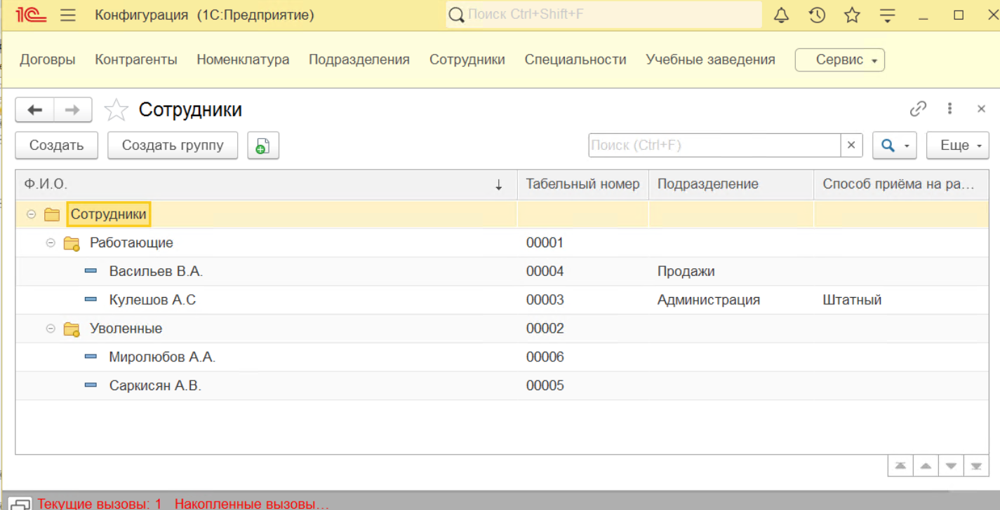 1С Конфигурация (1С:Предприятие) Поиск Ctrl+Shift+F
Договры Контрагенты Номенклатура Подразделения Сотрудники Специальности Учебные заведения Сервис
Сотрудники
Создать Создать группу Поиск (Ctrl+F) Еще
Ф.И.О. Табельный номер Подразделение Способ приёма на ра...
Сотрудники
Работающие 00001
Васильев В.А. 00004 Продажи
Кулешов А.С 00003 Администрация Штатный
Уволенные 00002
Миролюбов А.А. 00006
Саркисян А.В. 00005
Текущие вызовы: 1 Накопленные вызовы...